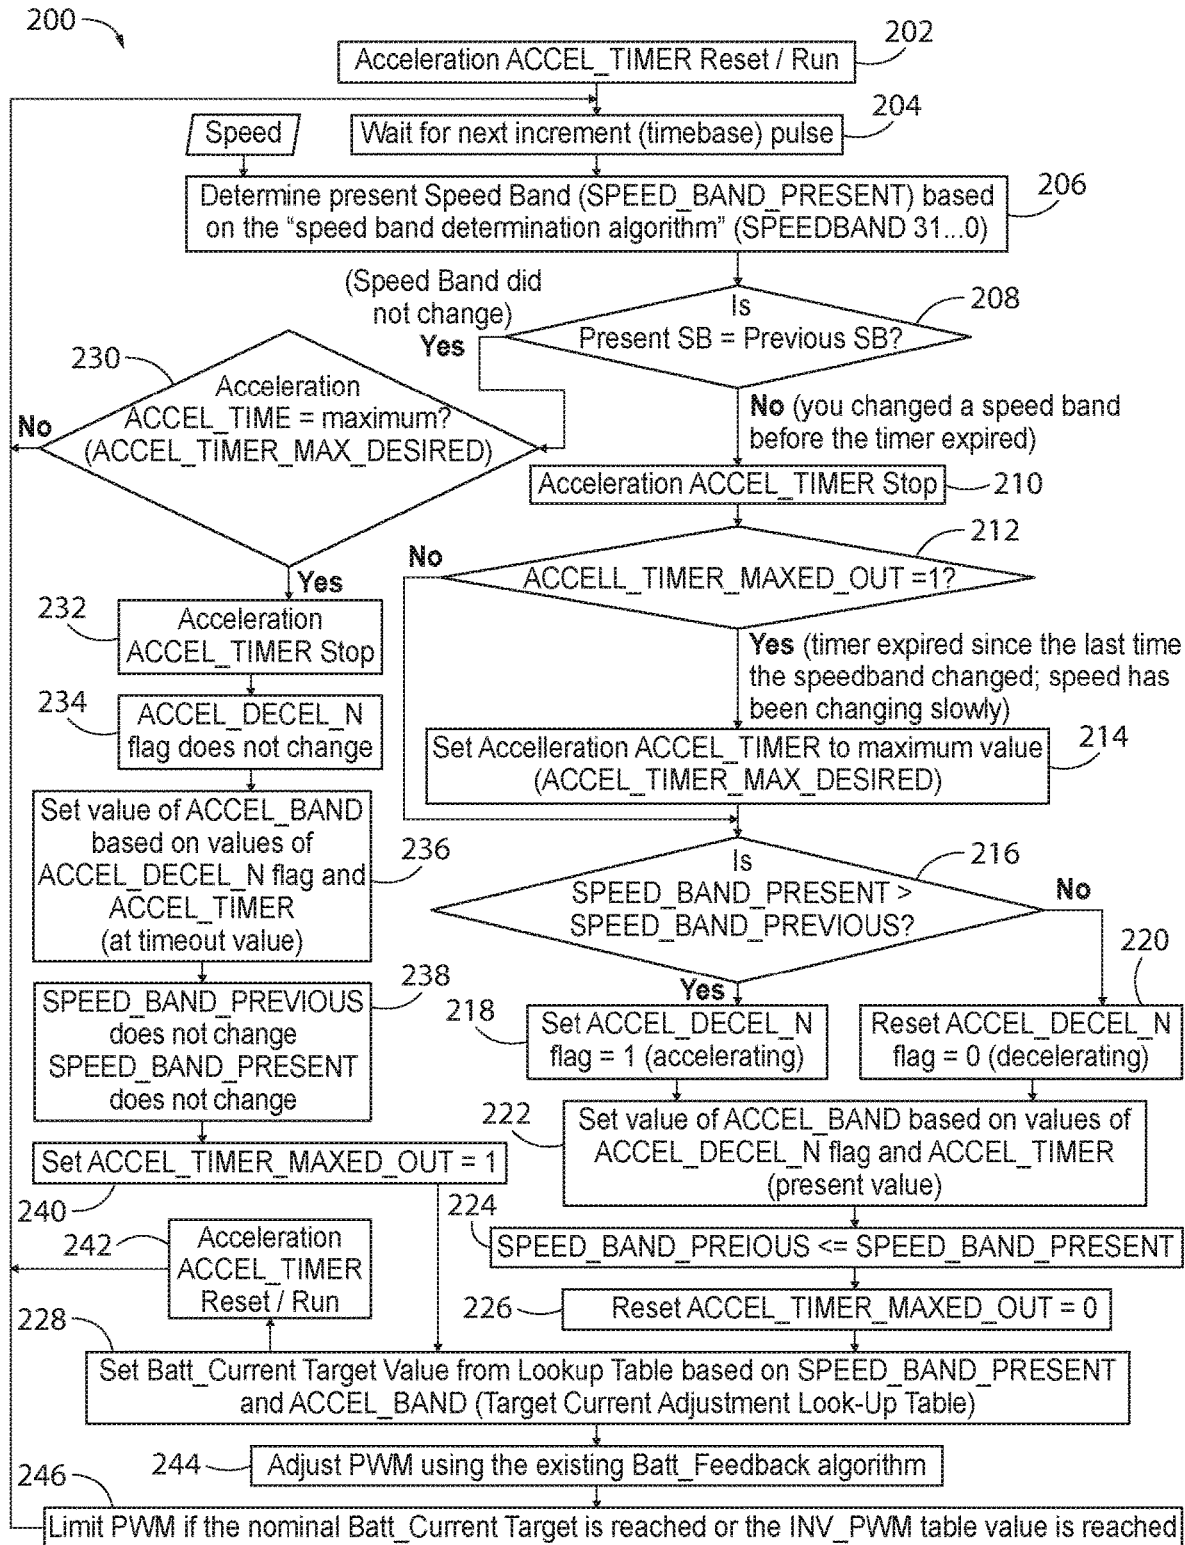 200
Acceleration ACCEL_TIMER Reset / Run
202
Wait for next increment (timebase) pulse
204
Speed
Determine present Speed Band (SPEED_BAND_PRESENT) based
on the “speed band determination algorithm” (SPEEDBAND 31...0)
206
(Speed Band did
not change)
Yes
Is
Present SB = Previous SB?
208
230
Acceleration
ACCEL_TIME = maximum?
(ACCEL_TIMER_MAX_DESIRED)
No
No (you changed a speed band
before the timer expired)
Acceleration ACCEL_TIMER Stop
210
212
No
ACCELL_TIMER_MAXED_OUT =1?
Yes
232
Acceleration
ACCEL_TIMER Stop
Yes (timer expired since the last time
the speedband changed; speed has
been changing slowly)
234
ACCEL_DECEL_N
flag does not change
Set Accelleration ACCEL_TIMER to maximum value
(ACCEL_TIMER_MAX_DESIRED)
214
Set value of ACCEL_BAND
based on values of
ACCEL_DECEL_N flag and
ACCEL_TIMER
(at timeout value)
236
Is
SPEED_BAND_PRESENT >
SPEED_BAND_PREVIOUS?
216
No
Yes
238
SPEED_BAND_PREVIOUS
does not change
SPEED_BAND_PRESENT
does not change
218
Set ACCEL_DECEL_N
flag = 1 (accelerating)
220
Reset ACCEL_DECEL_N
flag = 0 (decelerating)
222
Set value of ACCEL_BAND based on values of
ACCEL_DECEL_N flag and ACCEL_TIMER
(present value)
Set ACCEL_TIMER_MAXED_OUT = 1
240
224
SPEED_BAND_PREIOUS <= SPEED_BAND_PRESENT
242
Acceleration
ACCEL_TIMER
Reset / Run
226
Reset ACCEL_TIMER_MAXED_OUT = 0
228
Set Batt_Current Target Value from Lookup Table based on SPEED_BAND_PRESENT
and ACCEL_BAND (Target Current Adjustment Look-Up Table)
244
Adjust PWM using the existing Batt_Feedback algorithm
246
Limit PWM if the nominal Batt_Current Target is reached or the INV_PWM table value is reached